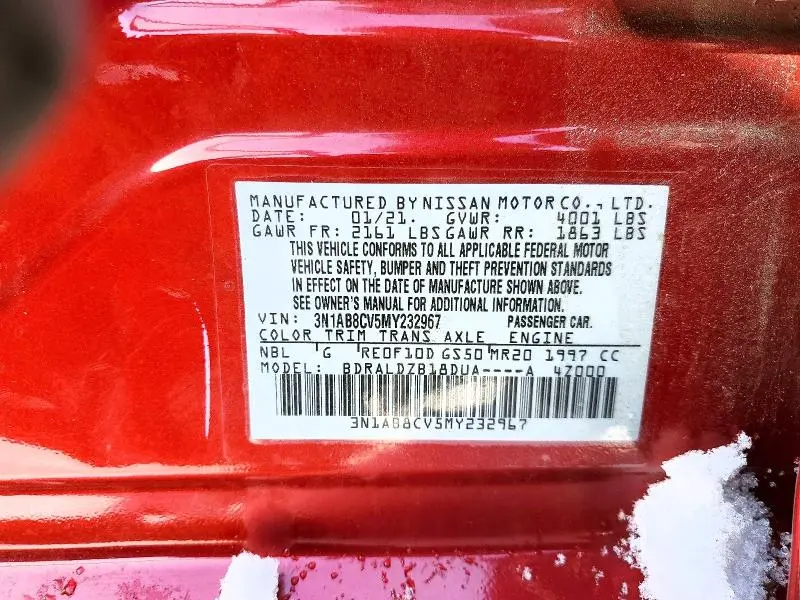 MANUFACTURED BY NISSAN MOTOR CO., LTD.
DATE: 01/21. GVWR: 4001 LBS
GAWR FR: 2161 LBS GAWR RR: 1863 LBS
THIS VEHICLE CONFORMS TO ALL APPLICABLE FEDERAL MOTOR
VEHICLE SAFETY, BUMPER AND THEFT PREVENTION STANDARDS
IN EFFECT ON THE DATE OF MANUFACTURE SHOWN ABOVE.
SEE OWNER'S MANUAL FOR ADDITIONAL INFORMATION.
VIN: 3N1AB8CV5MY232967 PASSENGER CAR.
COLOR TRIM TRANS AXLE ENGINE
NBL G RE0F10D GS50 MR20 1997 CC
MODEL: BDRALDZB18DUA----A 4Z000
3N1AB8CV5MY232967